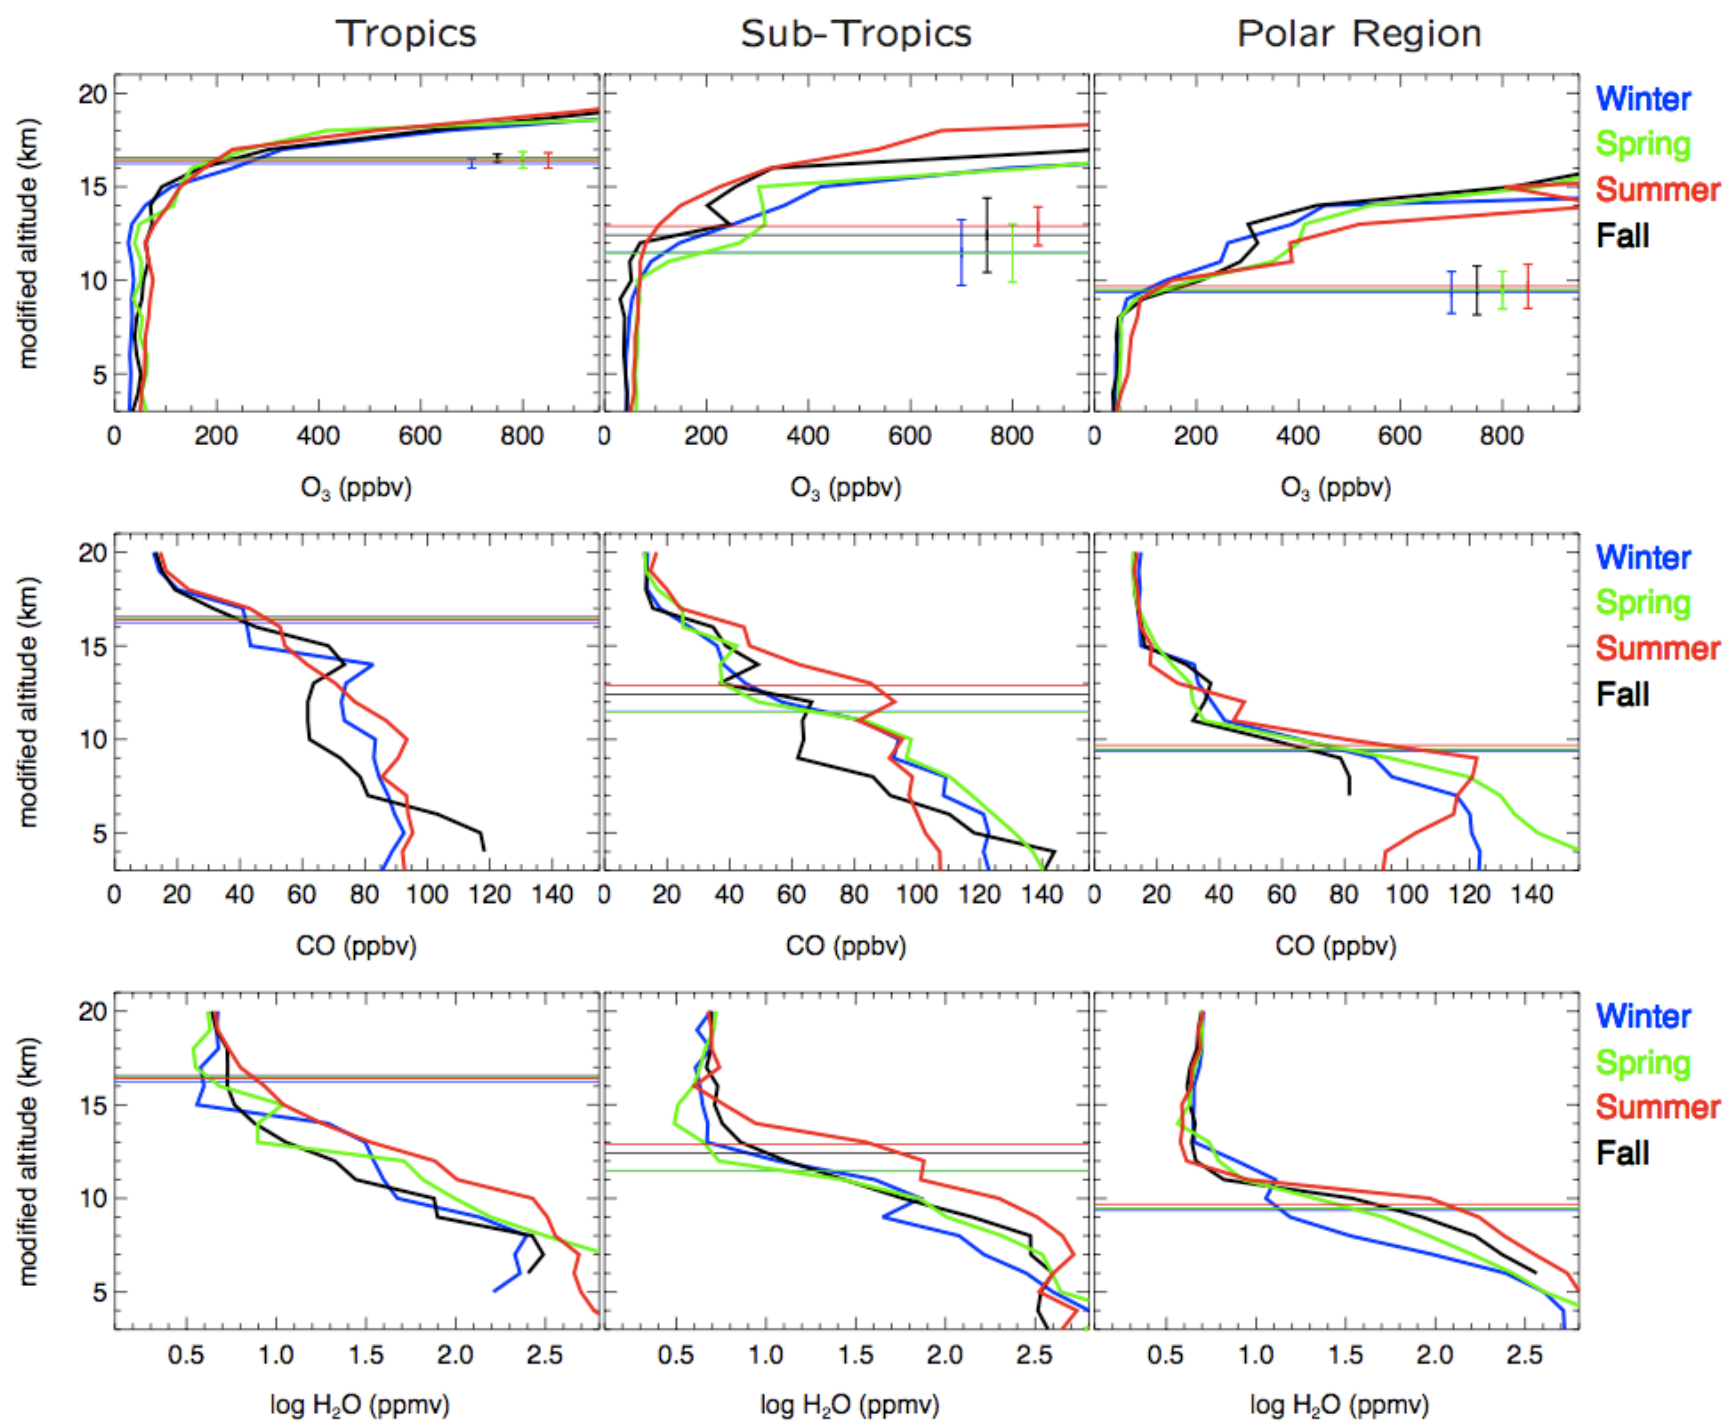 Tropics Sub-Tropics Polar Region
20
15
10
5
modified altitude (km)
Winter
Spring
Summer
Fall
0 200 400 600 800 0 200 400 600 800 0 200 400 600 800
O₃ (ppbv) O₃ (ppbv) O₃ (ppbv)
20
15
10
5
modified altitude (km)
Winter
Spring
Summer
Fall
0 20 40 60 80 100 120 140 0 20 40 60 80 100 120 140 0 20 40 60 80 100 120 140
CO (ppbv) CO (ppbv) CO (ppbv)
20
15
10
5
modified altitude (km)
Winter
Spring
Summer
Fall
0.5 1.0 1.5 2.0 2.5 0.5 1.0 1.5 2.0 2.5 0.5 1.0 1.5 2.0 2.5
log H₂O (ppmv) log H₂O (ppmv) log H₂O (ppmv)